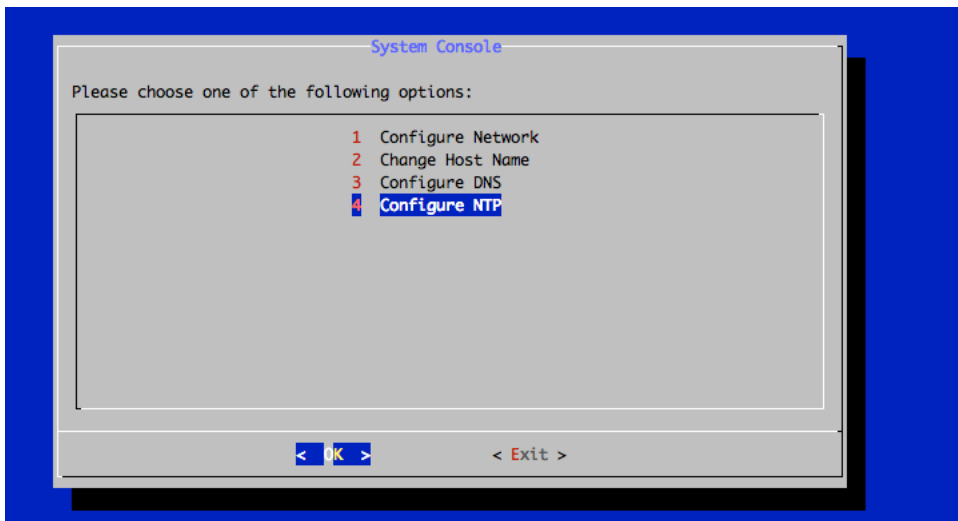 System Console
Please choose one of the following options:
1 Configure Network
2 Change Host Name
3 Configure DNS
4 Configure NTP
< OK > < Exit >